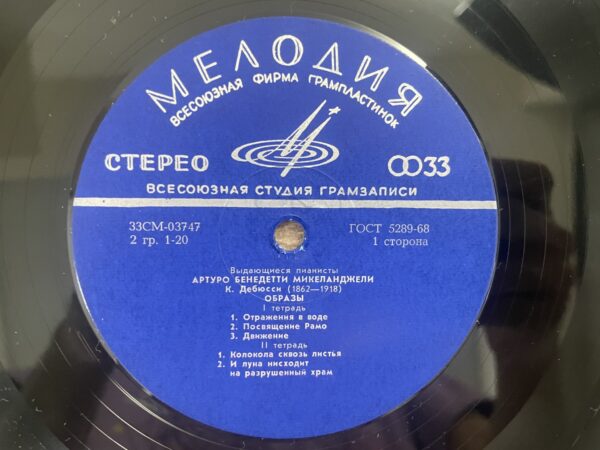 МЕЛОДИЯ
ВСЕСОЮЗНАЯ ФИРМА ГРАМПЛАСТИНОК
СТЕРЕО
33
ВСЕСОЮЗНАЯ СТУДИЯ ГРАМЗАПИСИ
33СМ-03747
ГОСТ 5289-68
2 гр. 1-20
1 сторона
Выдающиеся пианисты
АРТУРО БЕНЕДЕТТИ МИКЕЛАНДЖЕЛИ
К. Дебюсси (1862—1918)
ОБРАЗЫ
I тетрадь
1. Отражения в воде
2. Посвящение Рамо
3. Движение
II тетрадь
1. Колокола сквозь листья
2. И луна нисходит
на разрушенный храм